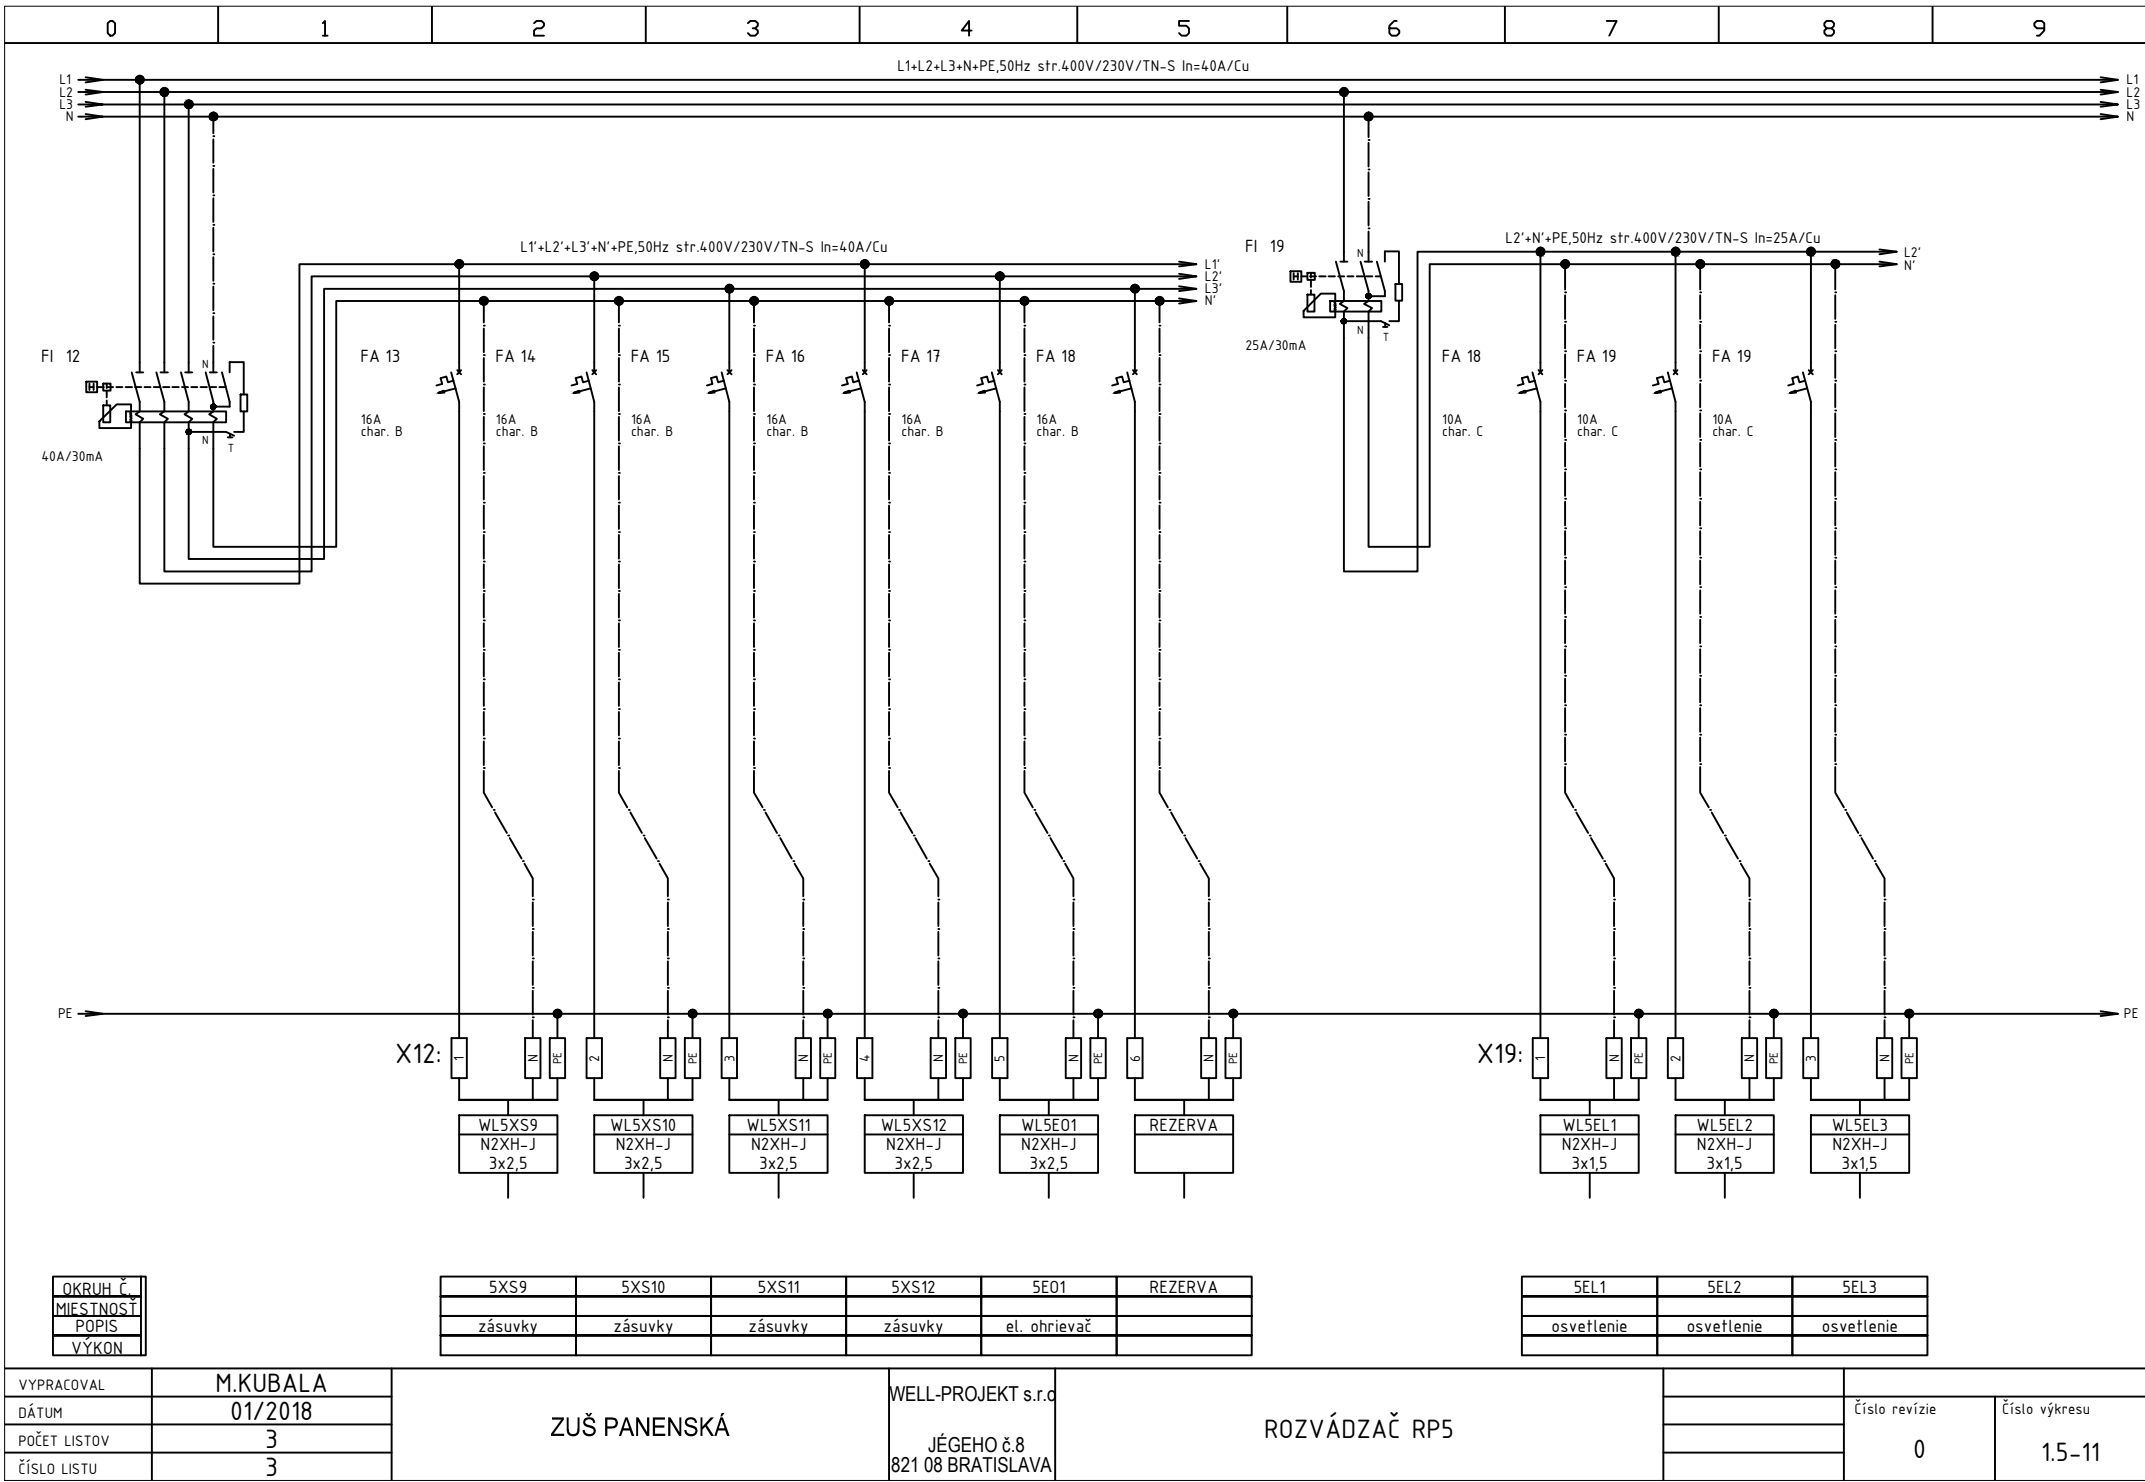 0 1 2 3 4 5 6 7 8 9
L1+L2+L3+N+PE,50Hz str.400V/230V/TN-S In=40A/Cu
L1 L1
L2 L2
L3 L3
N N
L1'+L2'+L3'+N'+PE,50Hz str.400V/230V/TN-S In=40A/Cu
L1'
L2'
L3'
N'
FI 19
N
N
T
25A/30mA
L2'+N'+PE,50Hz str.400V/230V/TN-S In=25A/Cu
L2'
N'
FI 12
N
N
T
40A/30mA
FA 13 FA 14 FA 15 FA 16 FA 17 FA 18 FA 18 FA 19 FA 19
16A 16A 16A 16A 16A 16A 10A 10A 10A
char. B char. B char. B char. B char. B char. B char. C char. C char. C
PE PE
X12: 1 N PE 2 N PE 3 N PE 4 N PE 5 N PE 6 N PE
X19: 1 N PE 2 N PE 3 N PE
WL5XS9 WL5XS10 WL5XS11 WL5XS12 WL5EO1 REZERVA WL5EL1 WL5EL2 WL5EL3
N2XH-J N2XH-J N2XH-J N2XH-J N2XH-J N2XH-J N2XH-J N2XH-J
3x2,5 3x2,5 3x2,5 3x2,5 3x2,5 3x1,5 3x1,5 3x1,5
OKRUH Č. 5XS9 5XS10 5XS11 5XS12 5EO1 REZERVA 5EL1 5EL2 5EL3
MIESTNOSŤ
POPIS zásuvky zásuvky zásuvky zásuvky el. ohrievač osvetlenie osvetlenie osvetlenie
VÝKON
VYPRACOVAL M.KUBALA
DÁTUM 01/2018
POČET LISTOV 3
ČÍSLO LISTU 3
ZUŠ PANENSKÁ
WELL-PROJEKT s.r.o
JÉGEHO č.8
821 08 BRATISLAVA
ROZVÁDZAČ RP5
Číslo revízie
0
Číslo výkresu
1.5-11